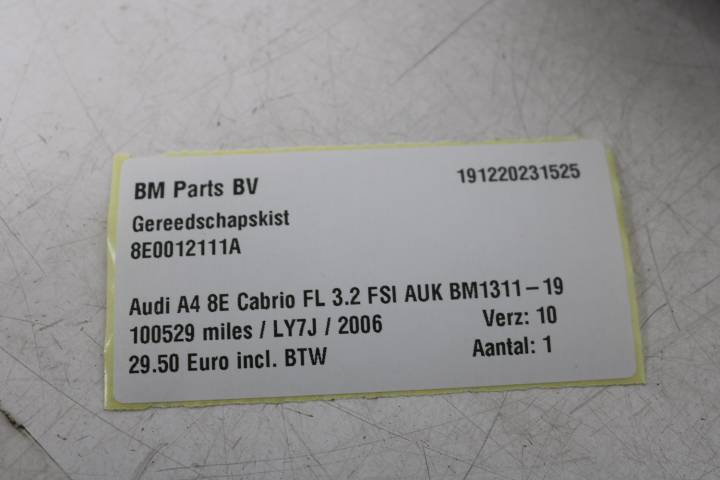 BM Parts BV 191220231525
Gereedschapskist
8E0012111A
Audi A4 8E Cabrio FL 3.2 FSI AUK BM1311-19
100529 miles / LY7J / 2006 Verz: 10
29.50 Euro incl. BTW Aantal: 1